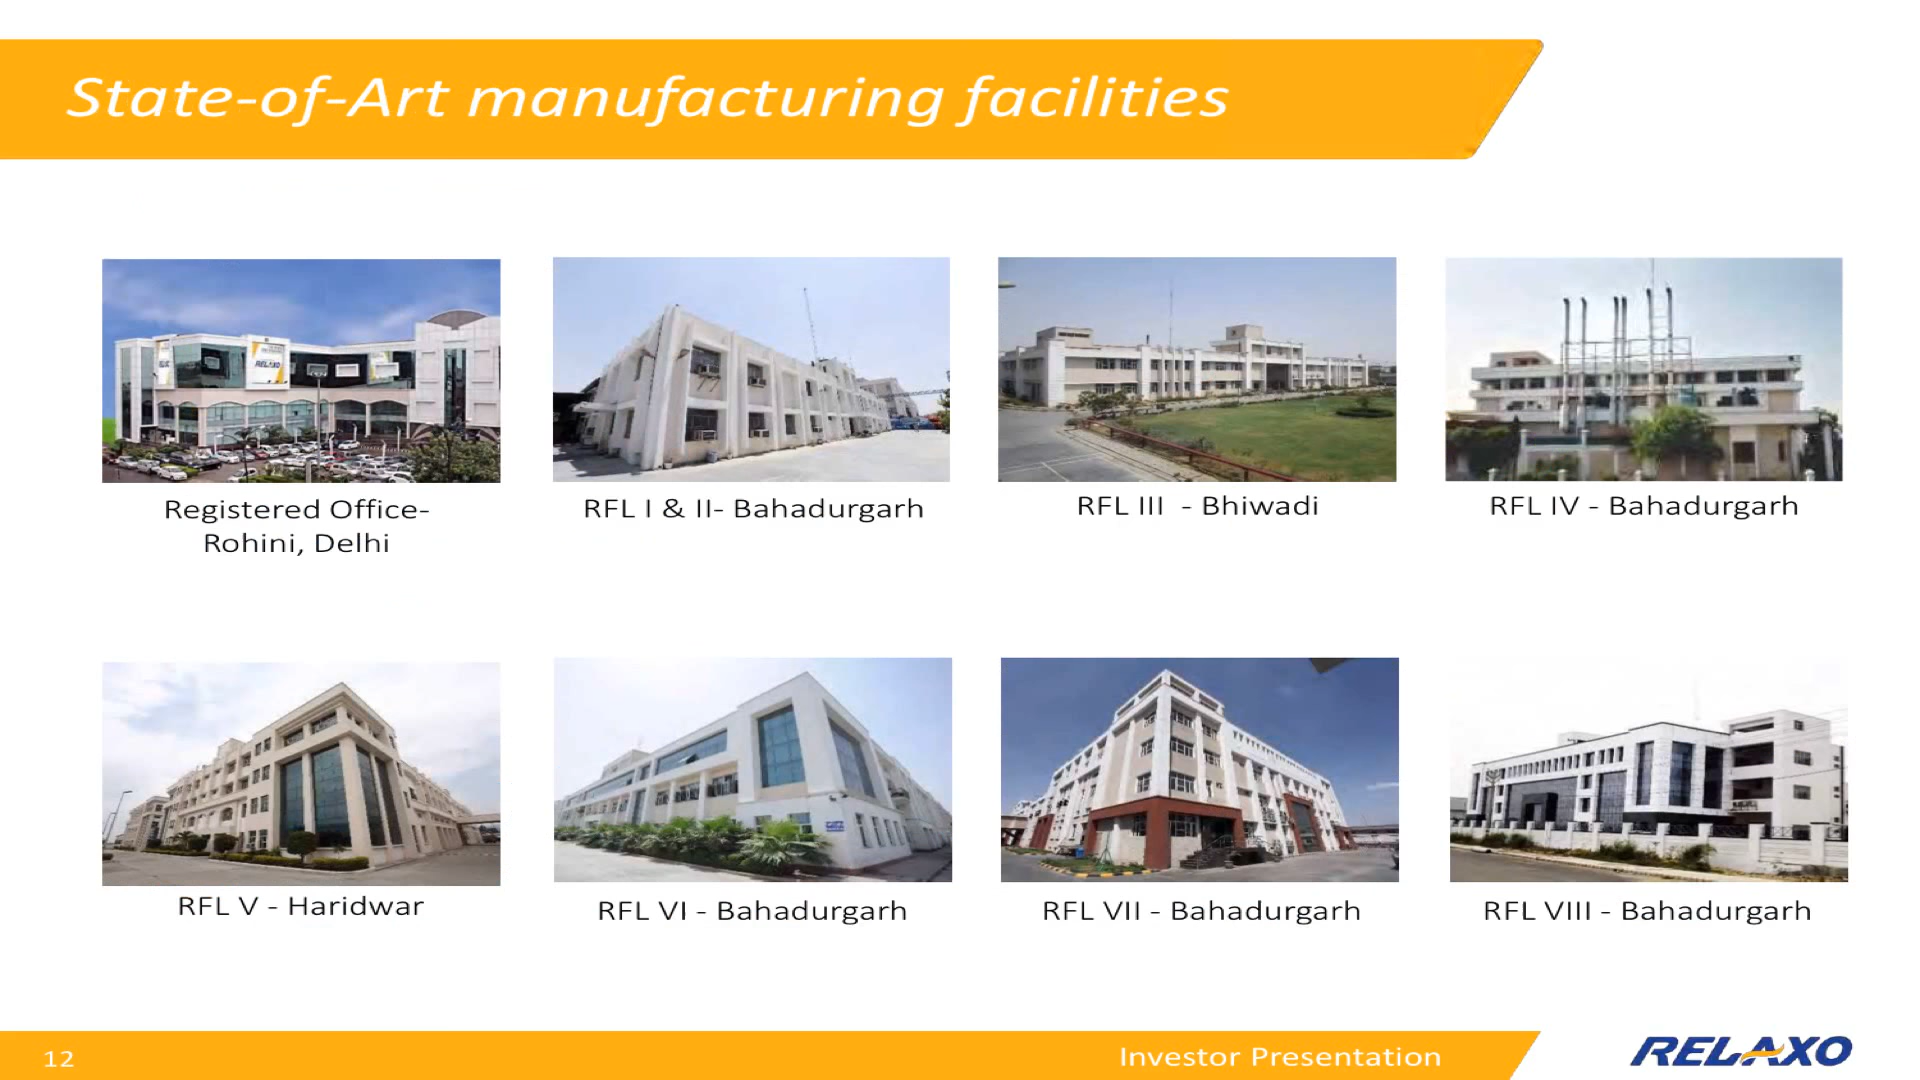 State-of-Art manufacturing facilities
RELAXO
Registered Office-
Rohini, Delhi
RFL I & II- Bahadurgarh
RFL III - Bhiwadi
RFL IV - Bahadurgarh
RFL V - Haridwar
RFL VI - Bahadurgarh
RFL VII - Bahadurgarh
RFL VIII - Bahadurgarh
12
Investor Presentation
RELAXO